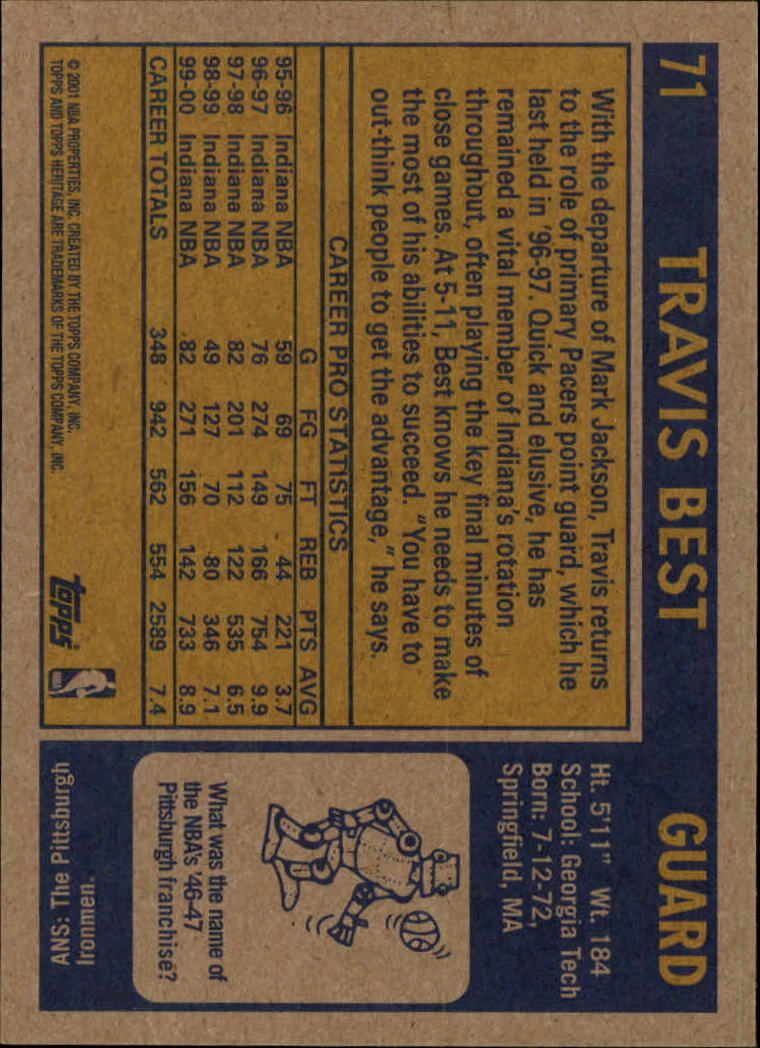 71 TRAVIS BEST GUARD
With the departure of Mark Jackson, Travis returns
to the role of primary Pacers point guard, which he
last held in '96-97. Quick and elusive, he has
remained a vital member of Indiana's rotation
throughout, often playing the key final minutes of
close games. At 5-11, Best knows he needs to make
the most of his abilities to succeed. "You have to
out-think people to get the advantage," he says.
CAREER PRO STATISTICS
G FG FT REB PTS AVG
95-96 Indiana NBA 59 69 75 44 221 3.7
96-97 Indiana NBA 76 274 149 166 754 9.9
97-98 Indiana NBA 82 201 112 122 535 6.5
98-99 Indiana NBA 49 127 70 80 346 7.1
99-00 Indiana NBA 82 271 156 142 733 8.9
CAREER TOTALS 348 942 562 554 2589 7.4
© 2001 NBA PROPERTIES, INC. CREATED BY THE TOPPS COMPANY, INC.
TOPPS AND TOPPS HERITAGE ARE TRADEMARKS OF THE TOPPS COMPANY, INC.
topps
Ht. 5'11" Wt. 184
School: Georgia Tech
Born: 7-12-72,
Springfield, MA
What was the name of
the NBA's '46-47
Pittsburgh franchise?
ANS: The Pittsburgh
Ironmen.